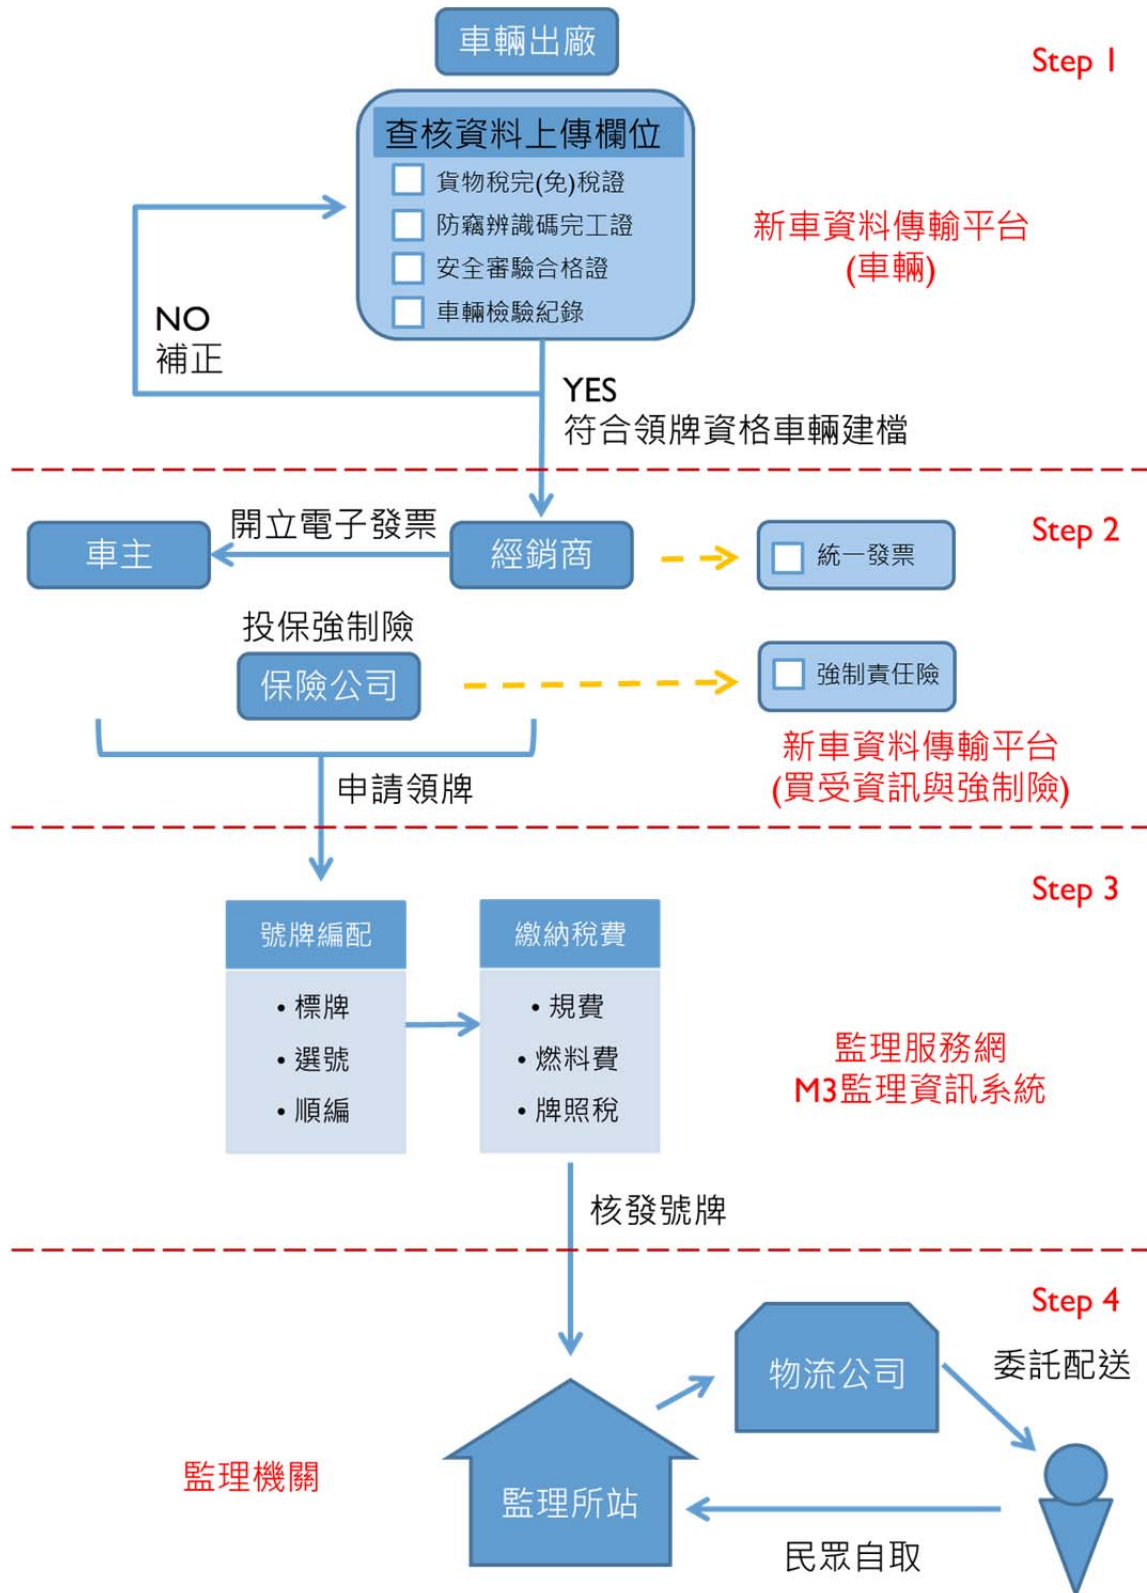 車輛出廠
Step 1
查核資料上傳欄位
貨物稅完(免)稅證
防竊辨識碼完工證
安全審驗合格證
車輛檢驗紀錄
新車資料傳輸平台
(車輛)
NO
補正
YES
符合領牌資格車輛建檔
Step 2
車主
開立電子發票
經銷商
統一發票
投保強制險
保險公司
強制責任險
新車資料傳輸平台
(買受資訊與強制險)
申請領牌
Step 3
號牌編配
• 標牌
• 選號
• 順編
繳納稅費
• 規費
• 燃料費
• 牌照稅
監理服務網
M3監理資訊系統
核發號牌
Step 4
物流公司
委託配送
監理機關
監理所站
民眾自取